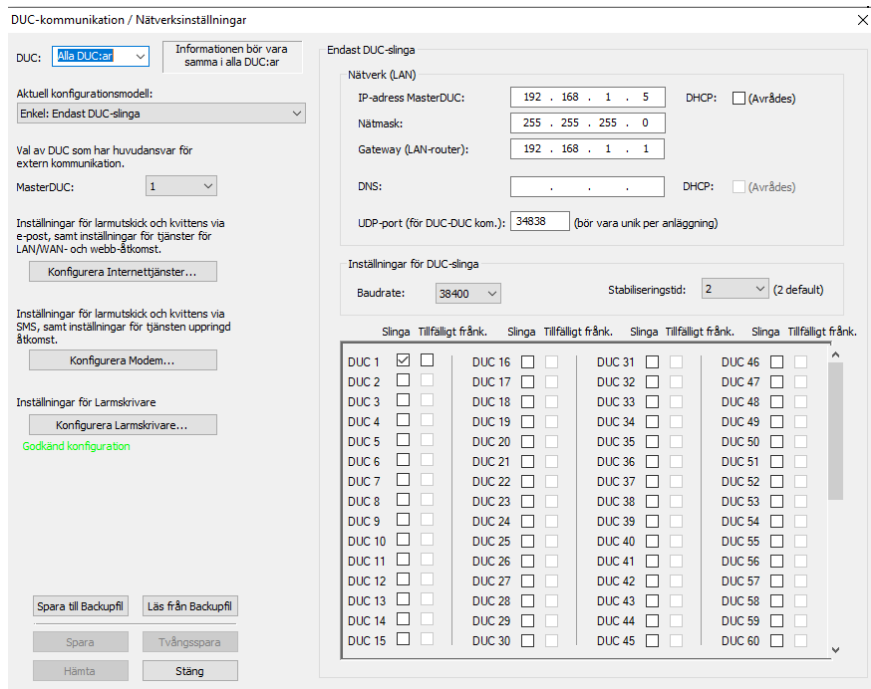 DUC-kommunikation / Nätverksinställningar
DUC:
Alla DUC:ar
Informationen bör vara
samma i alla DUC:ar
Aktuell konfigurationsmodell:
Enkel: Endast DUC-slinga
Val av DUC som har huvudansvar för
extern kommunikation.
MasterDUC:
1
Inställningar för larmutskick och kvittens via
e-post, samt inställningar för tjänster för
LAN/WAN- och webb-åtkomst.
Konfigurera Internettjänster...
Inställningar för larmutskick och kvittens via
SMS, samt inställningar för tjänsten uppringd
åtkomst.
Konfigurera Modem...
Inställningar för Larmskrivare
Konfigurera Larmskrivare...
Godkänd konfiguration
Spara till Backupfil Läs från Backupfil
Spara Tvångsspara
Hämta Stäng
Endast DUC-slinga
Nätverk (LAN)
IP-adress MasterDUC: 192 . 168 . 1 . 5 DHCP: (Avrådes)
Nätmask: 255 . 255 . 255 . 0
Gateway (LAN-router): 192 . 168 . 1 . 1
DNS: . . . DHCP: (Avrådes)
UDP-port (för DUC-DUC kom.): 34838 (bör vara unik per anläggning)
Inställningar för DUC-slinga
Baudrate: 38400 Stabiliseringstid: 2 (2 default)
Slinga Tillfälligt frånk. Slinga Tillfälligt frånk. Slinga Tillfälligt frånk. Slinga Tillfälligt frånk.
DUC 1 DUC 16 DUC 31 DUC 46
DUC 2 DUC 17 DUC 32 DUC 47
DUC 3 DUC 18 DUC 33 DUC 48
DUC 4 DUC 19 DUC 34 DUC 49
DUC 5 DUC 20 DUC 35 DUC 50
DUC 6 DUC 21 DUC 36 DUC 51
DUC 7 DUC 22 DUC 37 DUC 52
DUC 8 DUC 23 DUC 38 DUC 53
DUC 9 DUC 24 DUC 39 DUC 54
DUC 10 DUC 25 DUC 40 DUC 55
DUC 11 DUC 26 DUC 41 DUC 56
DUC 12 DUC 27 DUC 42 DUC 57
DUC 13 DUC 28 DUC 43 DUC 58
DUC 14 DUC 29 DUC 44 DUC 59
DUC 15 DUC 30 DUC 45 DUC 60